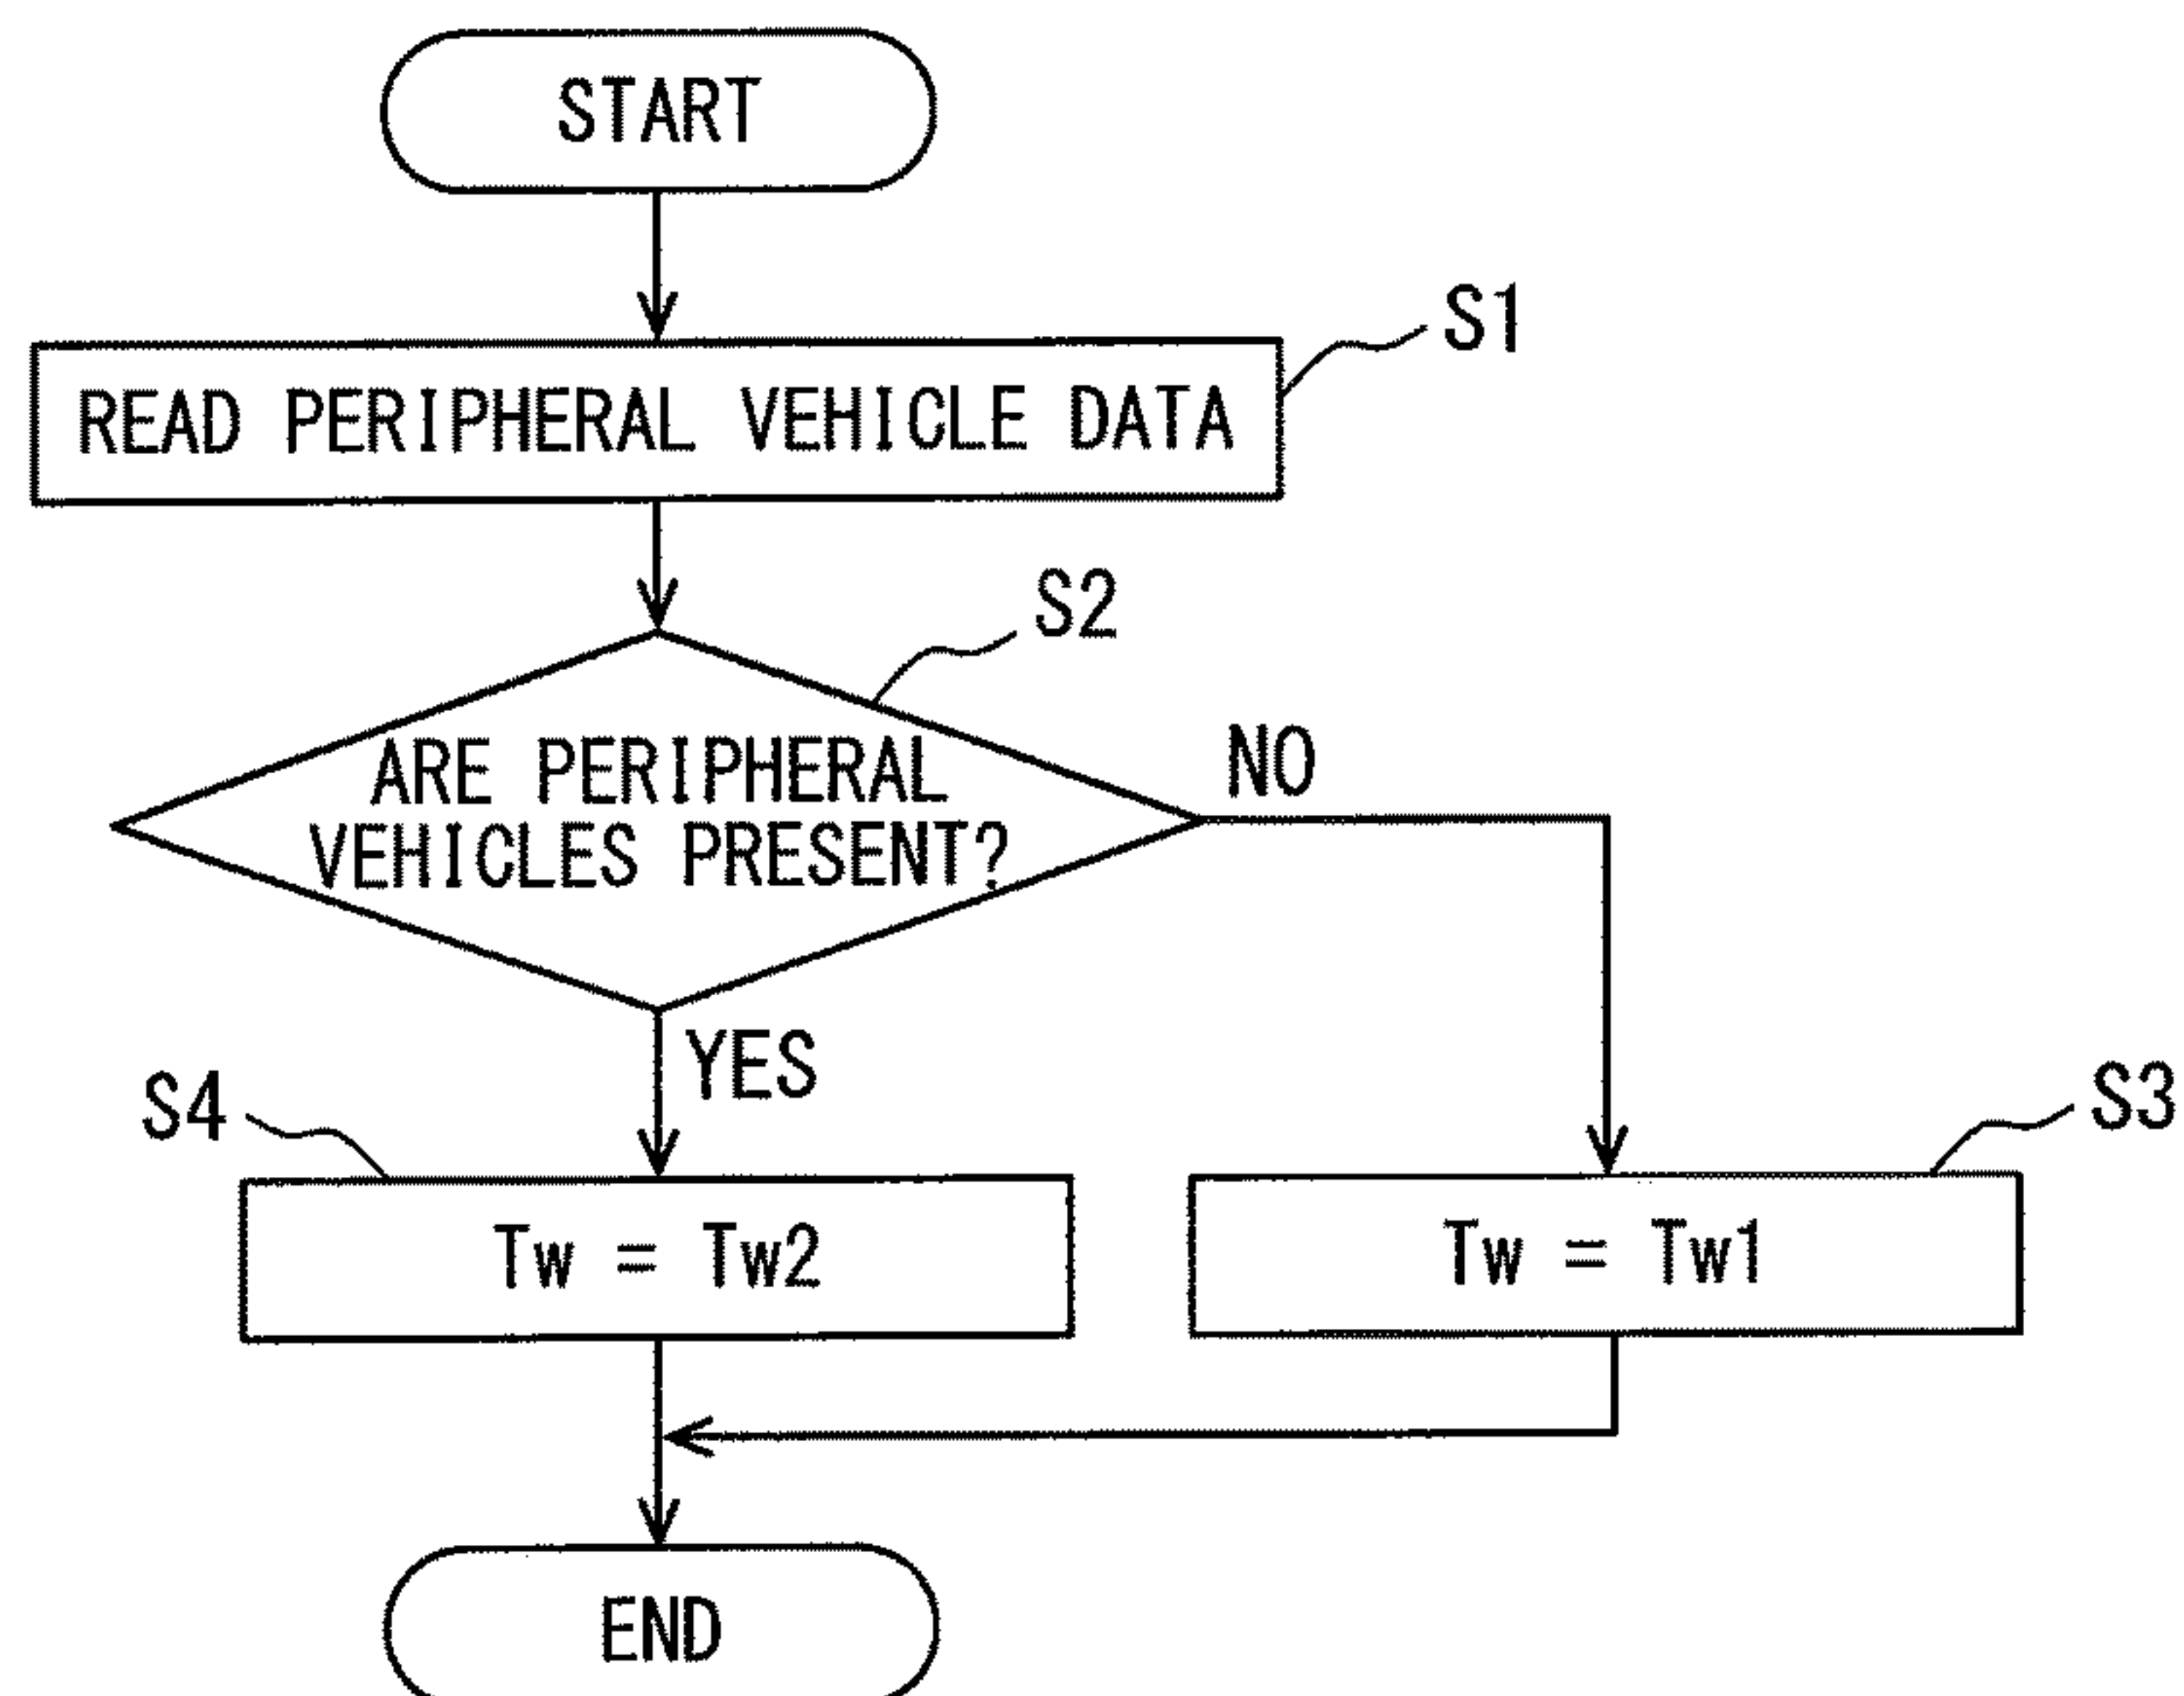 START
S1
READ PERIPHERAL VEHICLE DATA
S2
ARE PERIPHERAL
VEHICLES PRESENT?
NO
YES
S4
S3
Tw = Tw2
Tw = Tw1
END